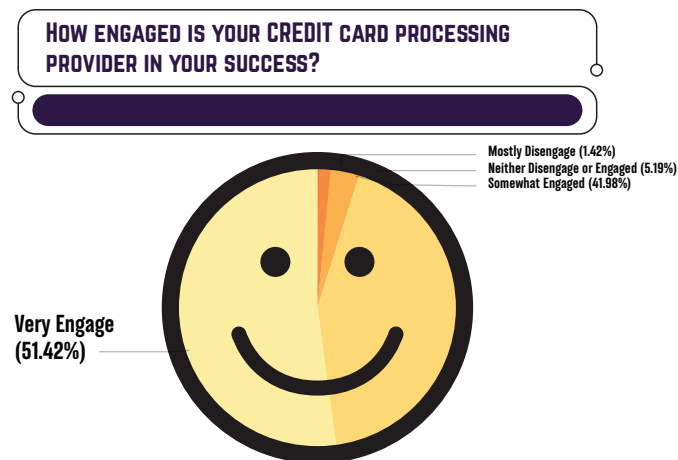 HOW ENGAGED IS YOUR CREDIT CARD PROCESSING
PROVIDER IN YOUR SUCCESS?
Mostly Disengage (1.42%)
Neither Disengage or Engaged (5.19%)
Somewhat Engaged (41.98%)
Very Engage
(51.42%)